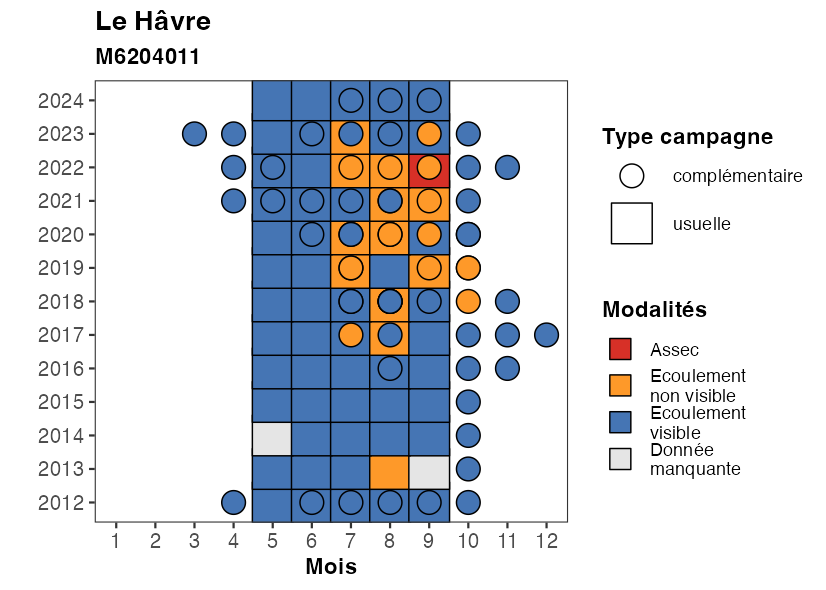 Le Hâvre
M6204011
2024
2023
2022
2021
2020
2019
2018
2017
2016
2015
2014
2013
2012
1 2 3 4 5 6 7 8 9 10 11 12
Mois
Type campagne
complémentaire
usuelle
Modalités
Assec
Ecoulement
non visible
Ecoulement
visible
Donnée
manquante